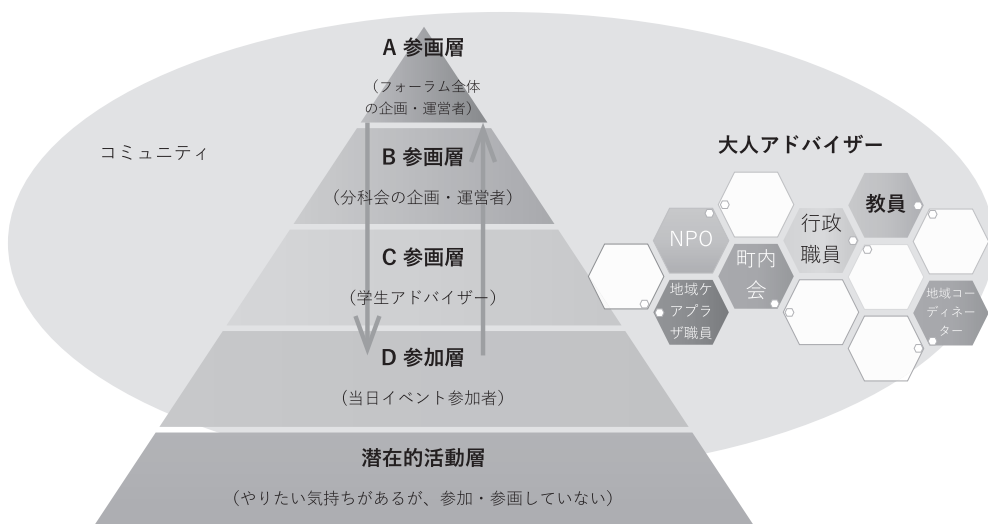 A 参画層
（フォーラム全体
の企画・運営者）
コミュニティ
B 参画層
（分科会の企画・運営者）
C 参画層
（学生アドバイザー）
D 参加層
（当日イベント参加者）
潜在的活動層
（やりたい気持ちがあるが、参加・参画していない）
大人アドバイザー
教員
行政
職員
NPO
町内
会
地域ケ
アプラ
ザ職員
地域コー
ディネー
ター